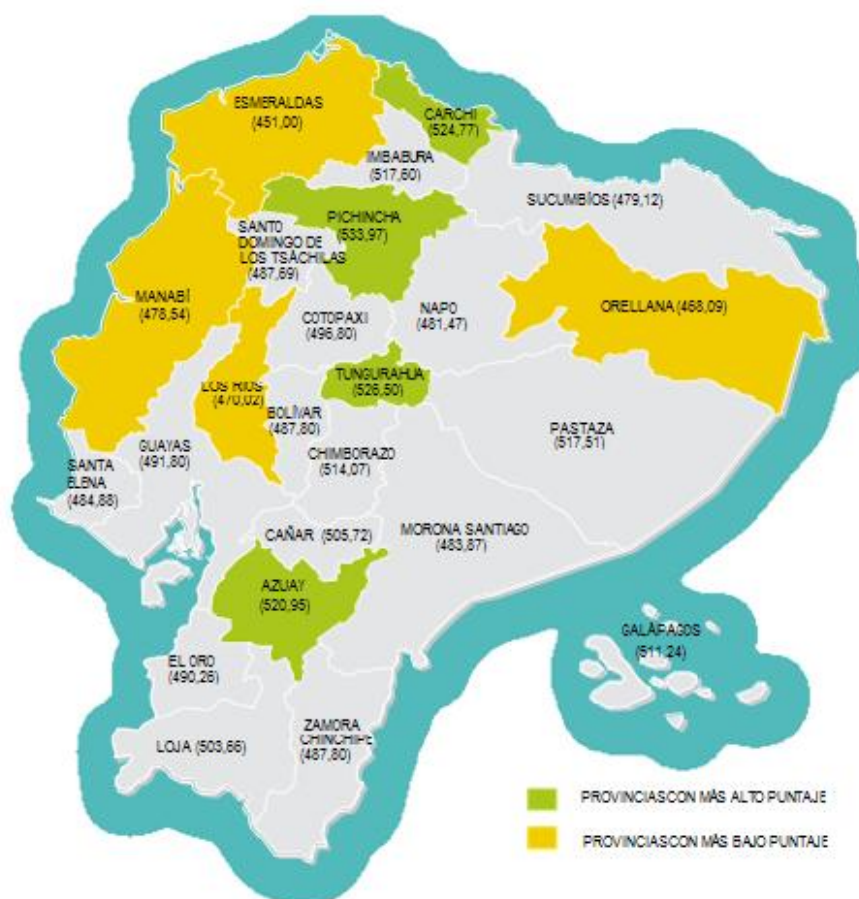 ESMERALDAS
(451,00)
CARCHI
(524,77)
IMBABURA
(517,60)
SUCUMBÍOS (479,12)
PICHINCHA
(533,97)
SANTO
DOMINGO DE
LOS TSÁCHILAS
(487,69)
MANABÍ
(478,54)
COTOPAXI
(496,80)
NAPO
(481,47)
ORELLANA (468,09)
LOS RIOS
(470,02)
TUNGURAHUA
(526,50)
BOLÍVAR
(487,80)
PASTAZA
(517,51)
GUAYAS
(491,80)
CHIMBORAZO
(514,07)
SANTA
ELENA
(484,88)
CAÑAR (505,72)
MORONA SANTIAGO
(483,87)
AZUAY
(520,95)
GALÁPAGOS
(511,24)
EL ORO
(490,26)
LOJA (503,66)
ZAMORA
CHINCHIPE
(487,80)
PROVINCIASCON MÁS ALTO PUNTAJE
PROVINCIASCON MÁS BAJO PUNTAJE